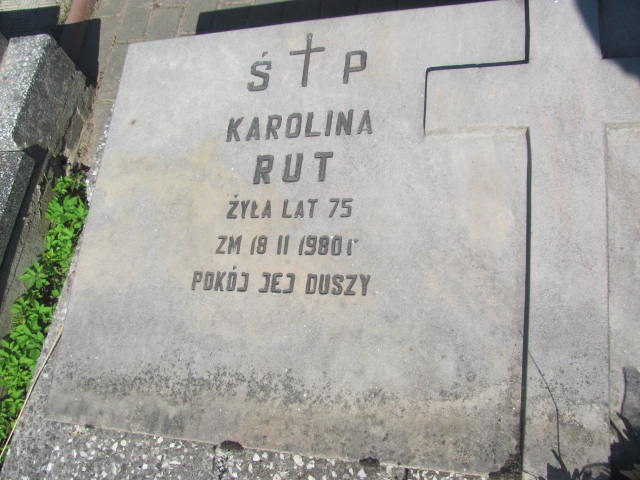 Ś † P
KAROLINA
RUT
ŻYŁA LAT 75
ZM 18 II 1980 r
POKÓJ JEJ DUSZY